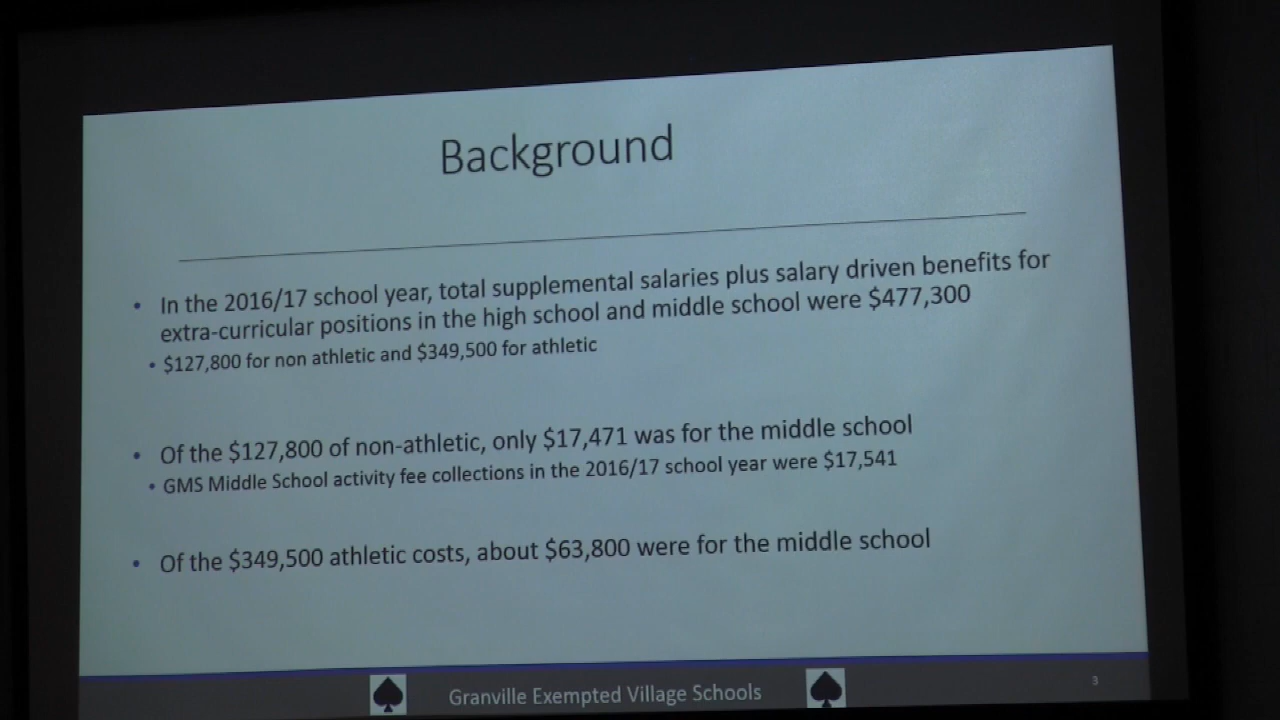 Background
• In the 2016/17 school year, total supplemental salaries plus salary driven benefits for
extra-curricular positions in the high school and middle school were $477,300
• $127,800 for non athletic and $349,500 for athletic
• Of the $127,800 of non-athletic, only $17,471 was for the middle school
• GMS Middle School activity fee collections in the 2016/17 school year were $17,541
• Of the $349,500 athletic costs, about $63,800 were for the middle school
Granville Exempted Village Schools
3